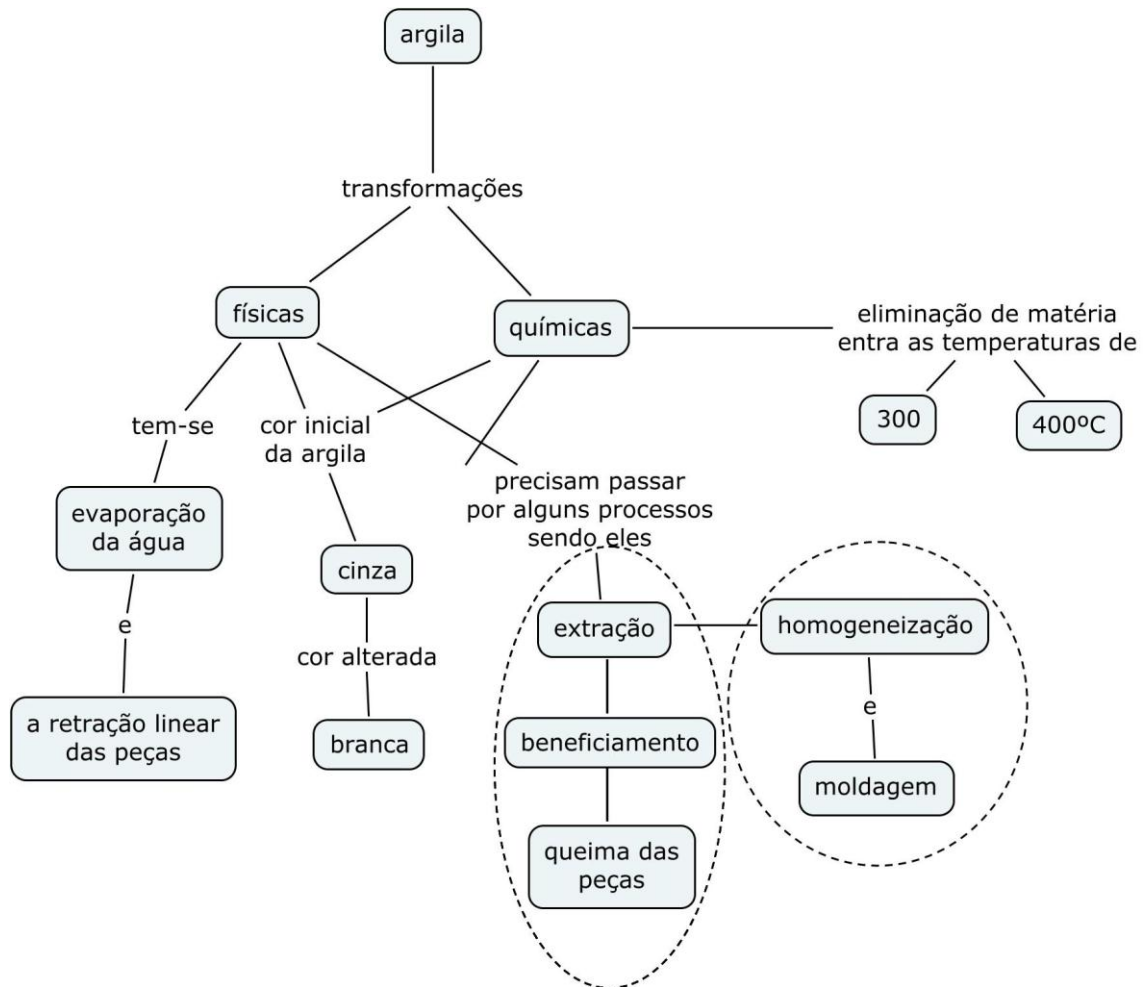 argila
transformações
físicas
químicas
eliminação de matéria
entra as temperaturas de
300
400ºC
tem-se
cor inicial
da argila
precisam passar
por alguns processos
sendo eles
evaporação
da água
cinza
extração
homogeneização
e
cor alterada
e
a retração linear
das peças
branca
beneficiamento
moldagem
queima das
peças